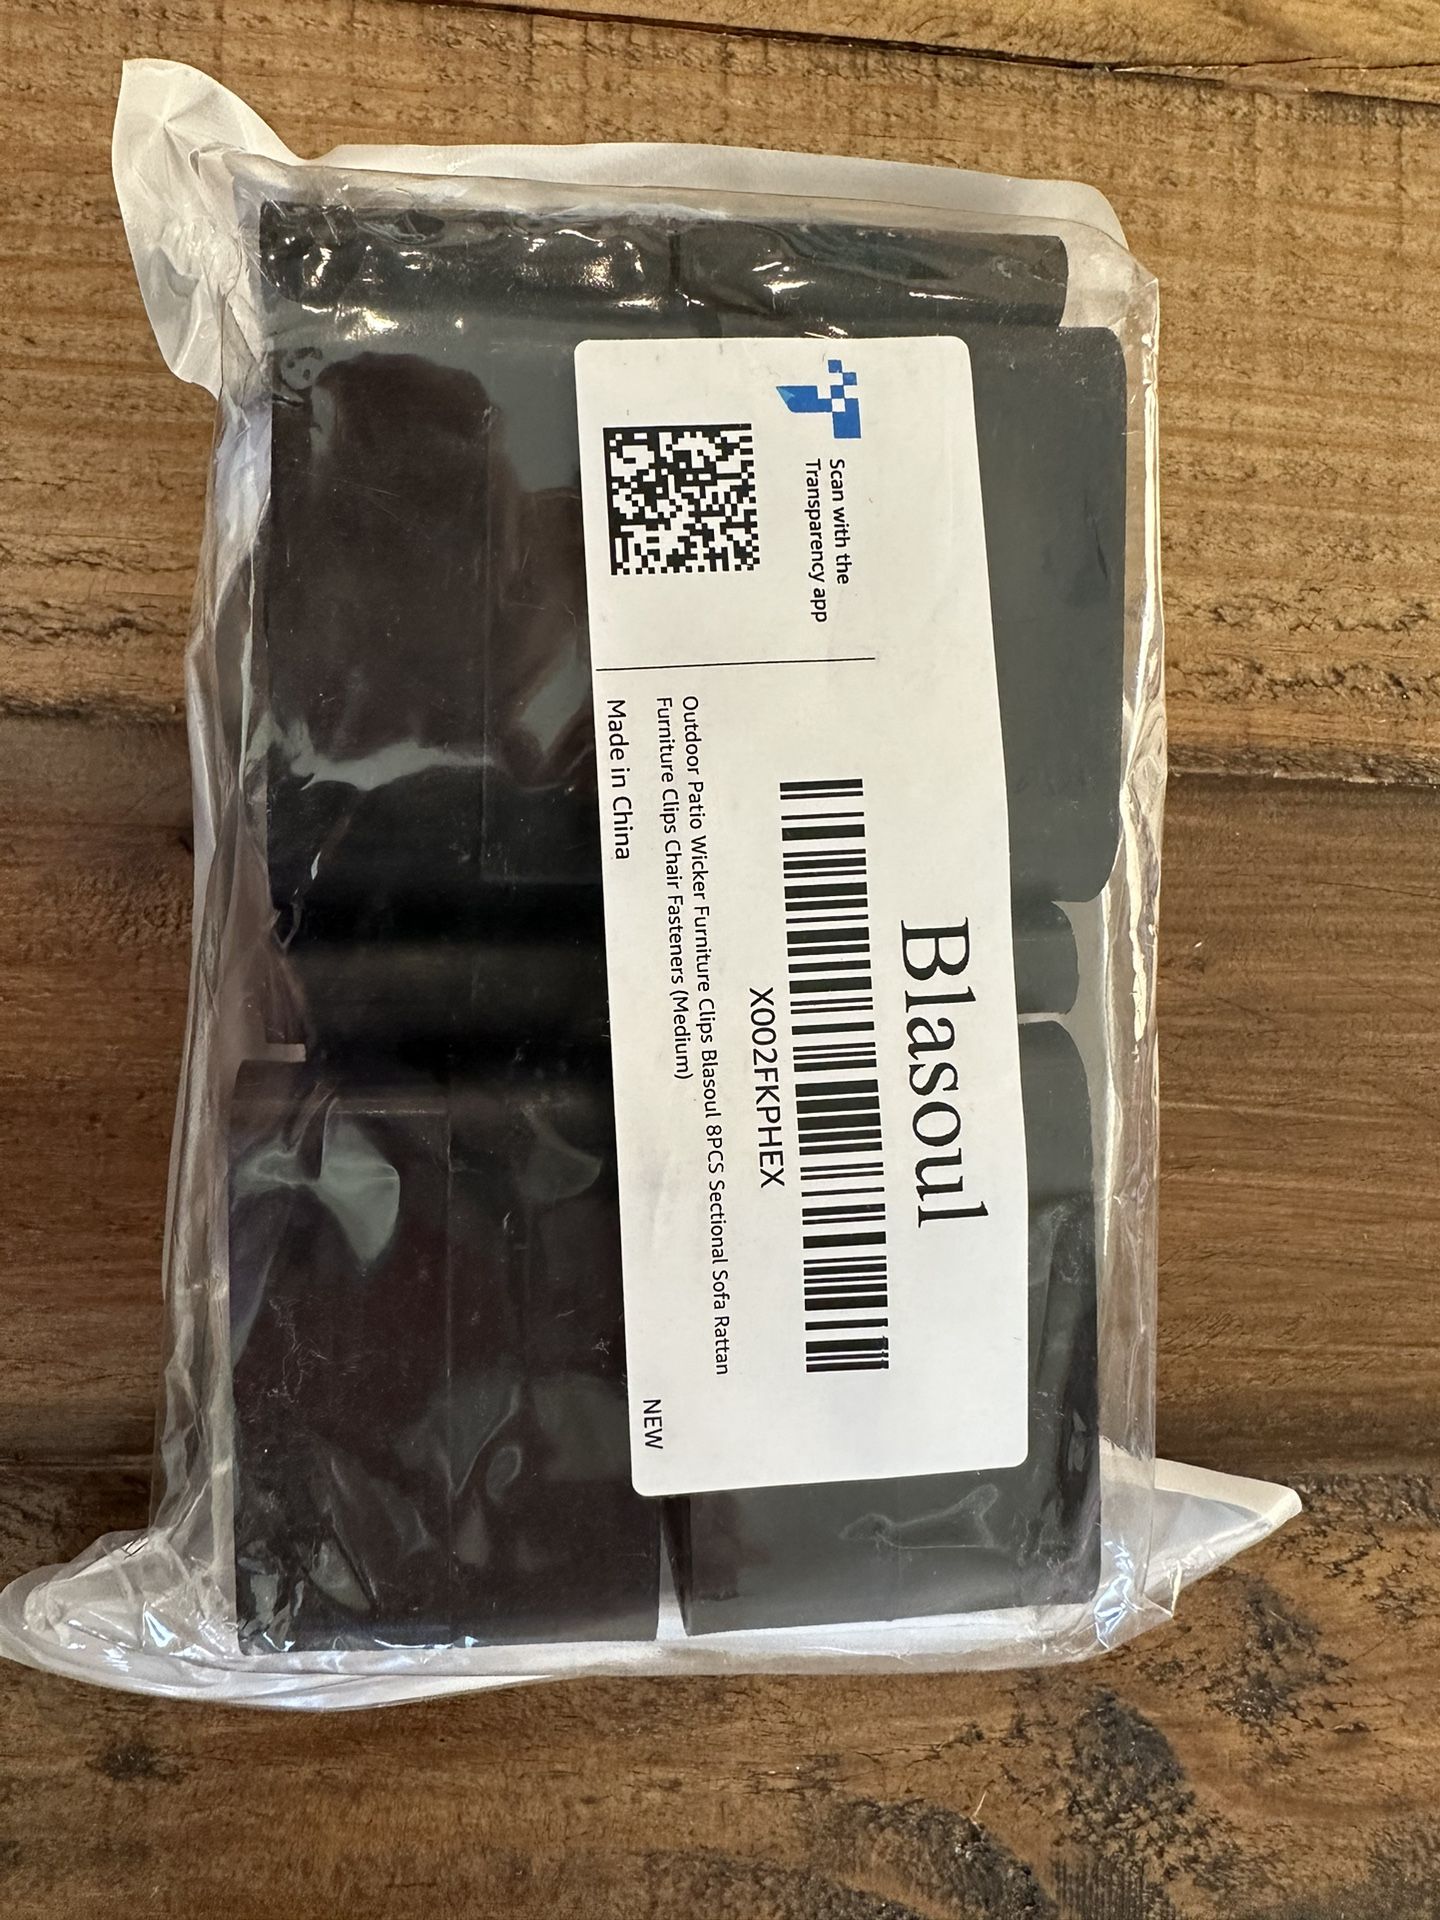 Blasoul
X002FKPHEX
Outdoor Patio Wicker Furniture Clips Blasoul 8PCS Sectional Sofa Rattan
Furniture Clips Chair Fasteners (Medium)
NEW
Made in China
Scan with the
Transparency app